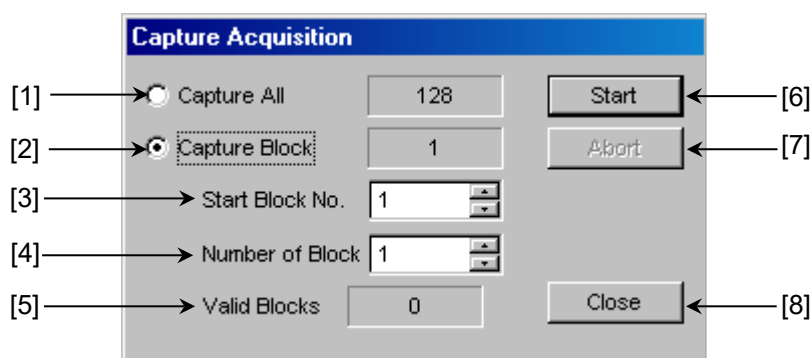 Capture Acquisition
[1] Capture All 128 Start [6]
[2] Capture Block 1 Abort [7]
[3] Start Block No. 1
[4] Number of Block 1
[5] Valid Blocks 0 Close [8]